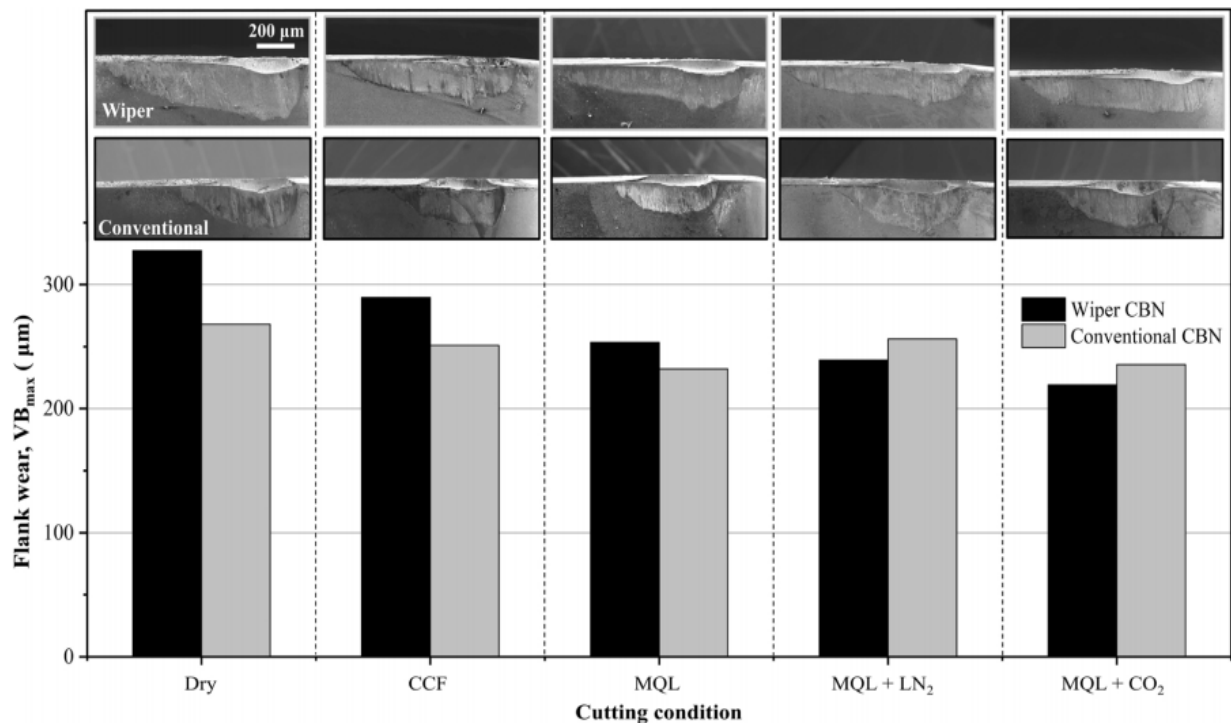 200 μm
Wiper
Conventional
300
200
100
0
Flank wear, VBmax ( μm)
Wiper CBN
Conventional CBN
Dry
CCF
MQL
MQL + LN₂
MQL + CO₂
Cutting condition